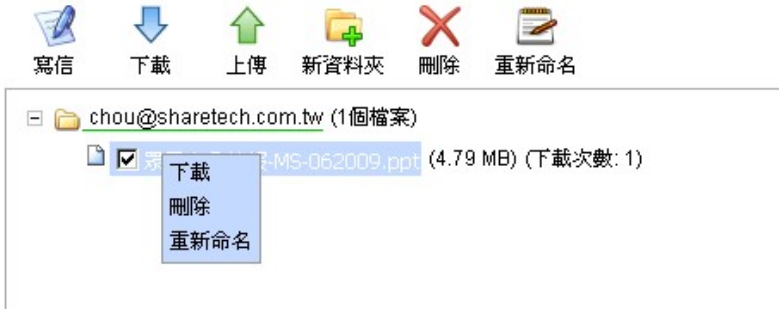 寫信 下載 上傳 新資料夾 刪除 重新命名
chou@sharetech.com.tw (1個檔案)
眾 -MS-062009.ppt (4.79 MB) (下載次數: 1)
下載
刪除
重新命名